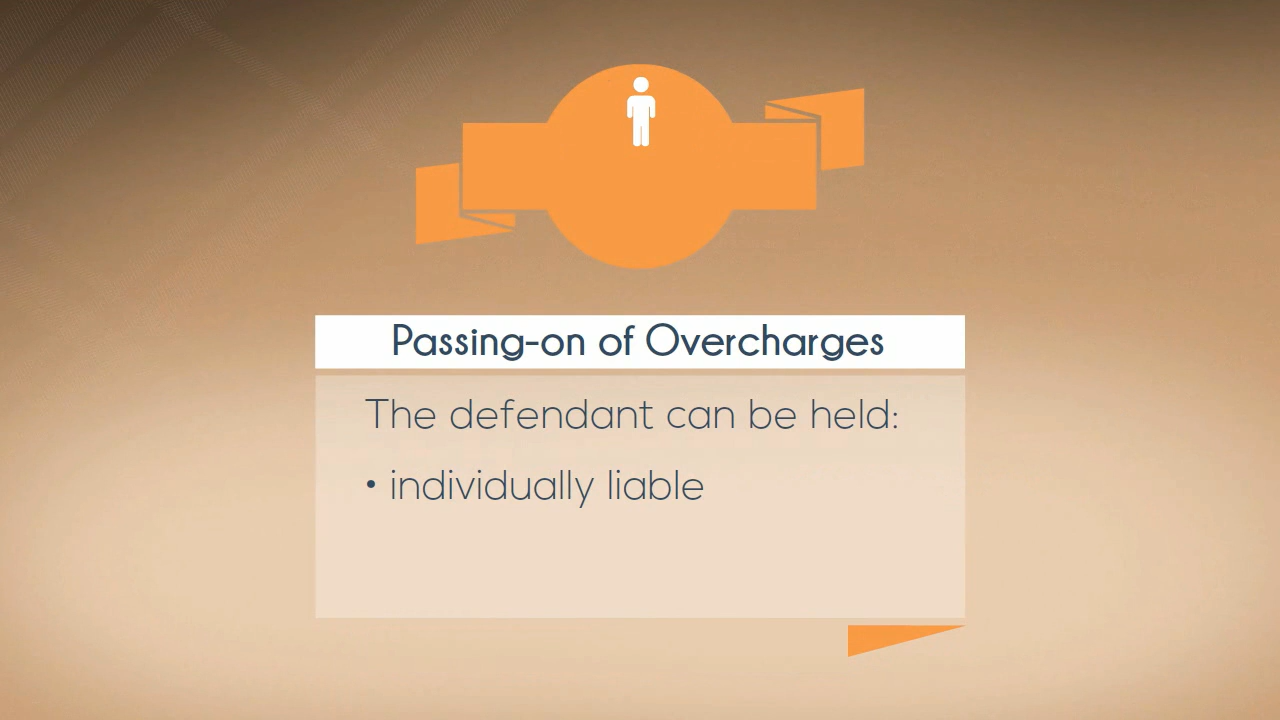 Passing-on of Overcharges
The defendant can be held:
• individually liable